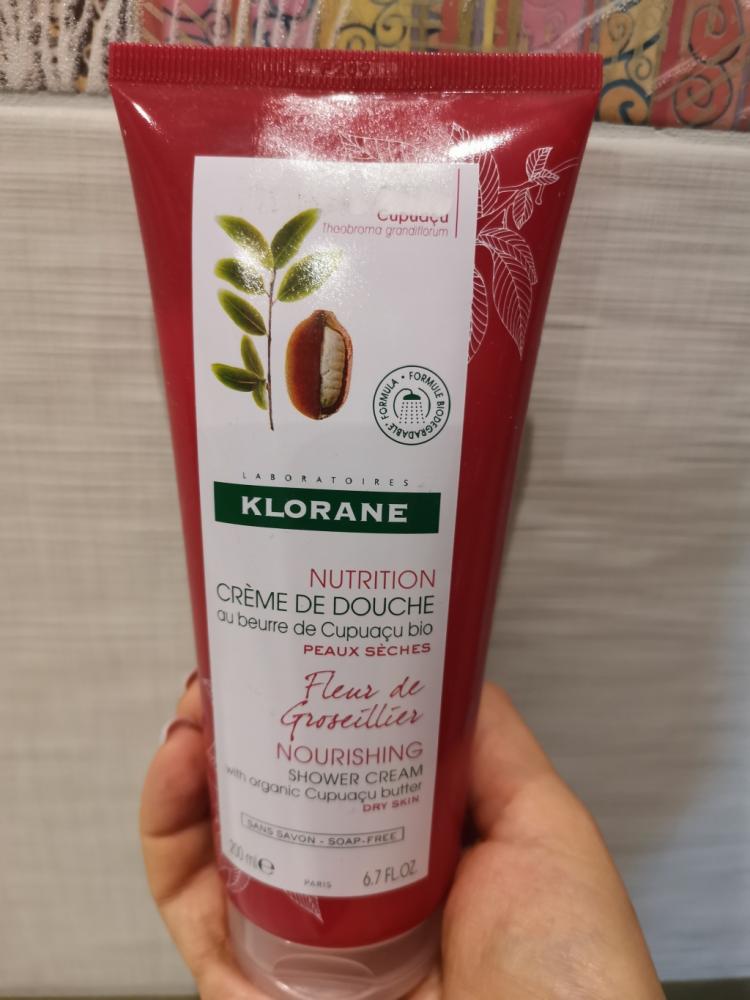 Cupuaçu
Theobroma grandiflorum
FORMULE BIODEGRADABLE' FORMULA •
LABORATOIRES
KLORANE
NUTRITION
CRÈME DE DOUCHE
au beurre de Cupuaçu bio
PEAUX SÈCHES
Fleur de
Groseillier
NOURISHING
SHOWER CREAM
with organic Cupuaçu butter
DRY SKIN
SANS SAVON - SOAP-FREE
200 ml e
PARIS
6.7 FL.OZ.